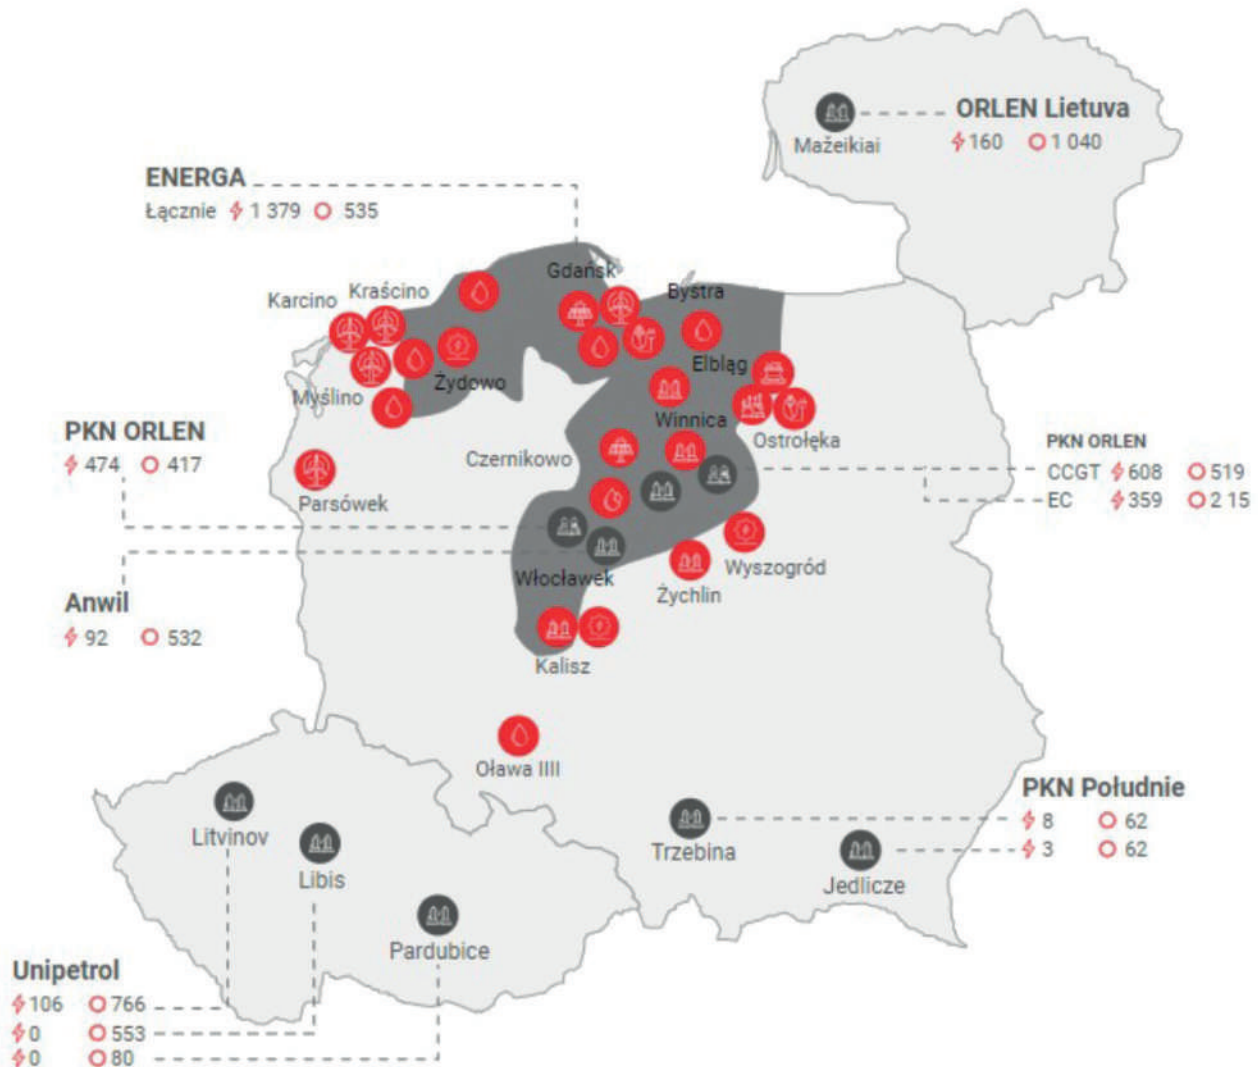 ORLEN Lietuva
160 1 040
Mažeikiai
ENERGA
Łącznie 1 379 535
Gdańsk
Kraścino
Karcino
Bystra
Elbląg
Żydowo
Myślino
Winnica
PKN ORLEN
474 417
Ostrołęka
PKN ORLEN
CCGT 608 519
EC 359 2 15
Czernikowo
Parsówek
Wyszogród
Włocławek
Żychlin
Anwil
92 532
Kalisz
Oława IIII
PKN Południe
8 62
3 62
Litvinov
Trzebina
Libis
Jedlicze
Pardubice
Unipetrol
106 766
0 553
0 80